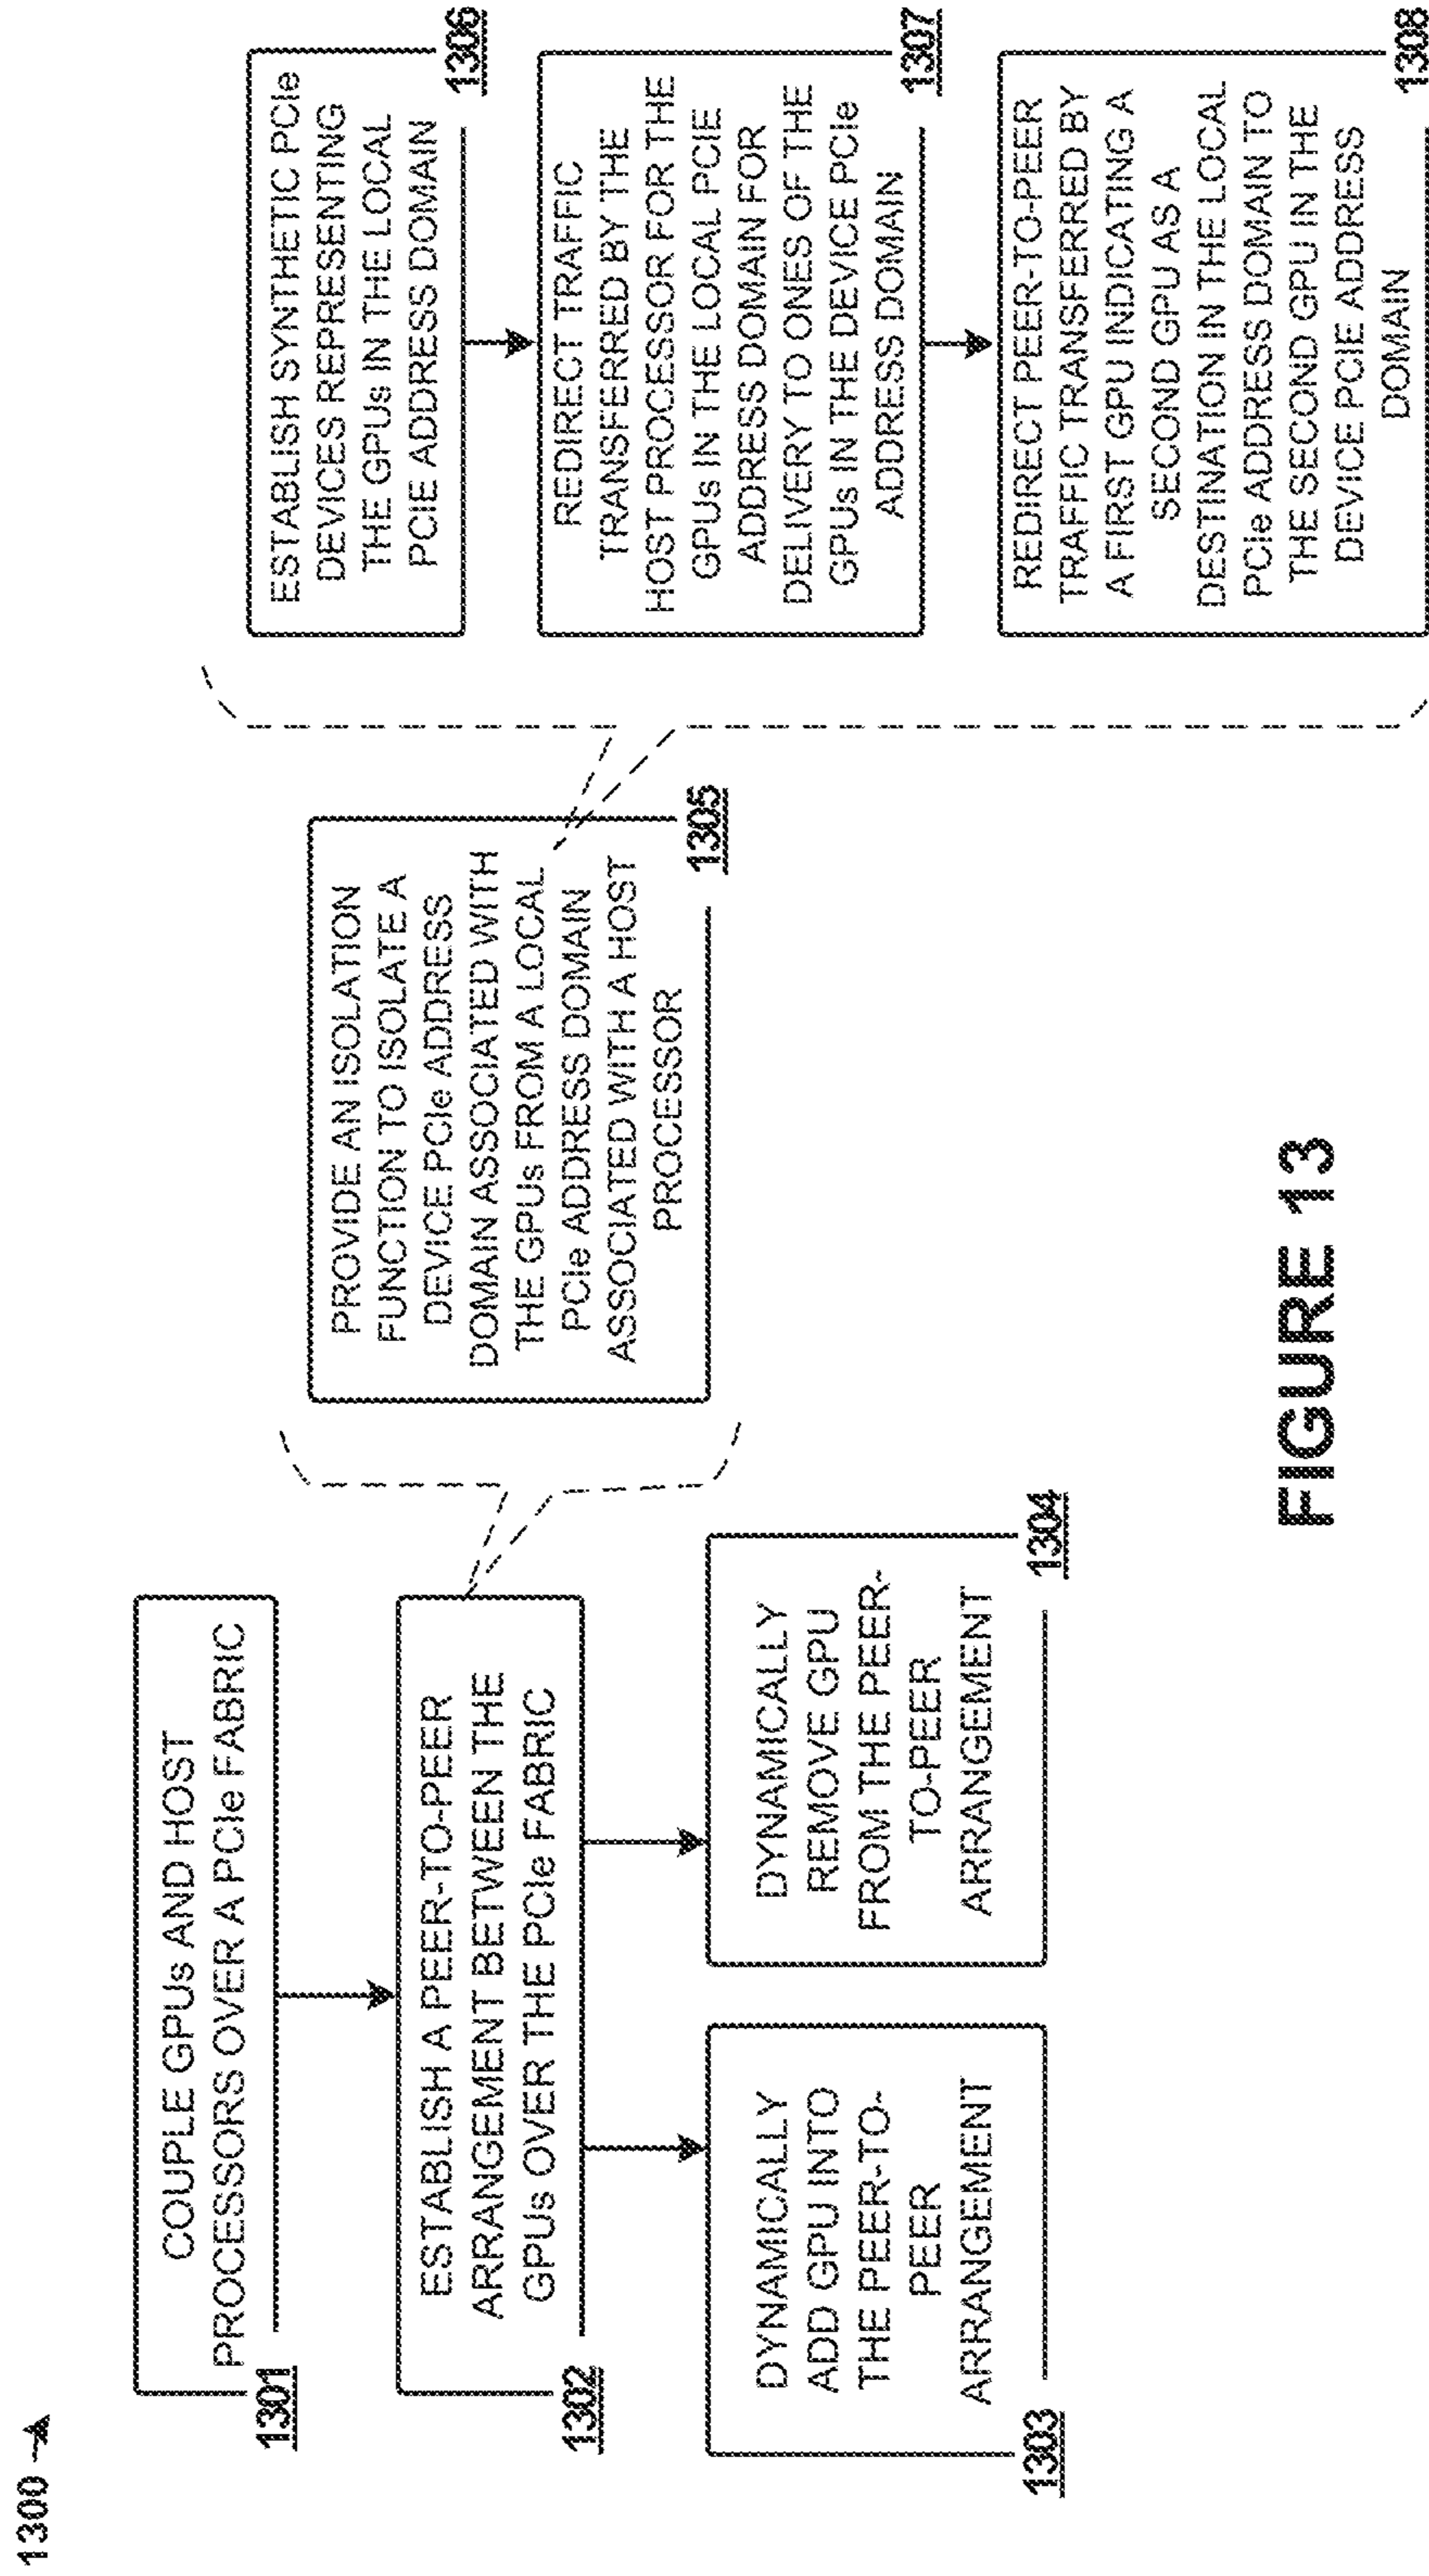 1300
COUPLE GPUs AND HOST
PROCESSORS OVER A PCIe FABRIC
1301
ESTABLISH A PEER-TO-PEER
ARRANGEMENT BETWEEN THE
GPUs OVER THE PCIe FABRIC
1302
DYNAMICALLY
ADD GPU INTO
THE PEER-TO-
PEER
ARRANGEMENT
1303
DYNAMICALLY
REMOVE GPU
FROM THE PEER-
TO-PEER
ARRANGEMENT
1304
PROVIDE AN ISOLATION
FUNCTION TO ISOLATE A
DEVICE PCIe ADDRESS
DOMAIN ASSOCIATED WITH
THE GPUs FROM A LOCAL
PCIe ADDRESS DOMAIN
ASSOCIATED WITH A HOST
PROCESSOR
1305
ESTABLISH SYNTHETIC PCIe
DEVICES REPRESENTING
THE GPUs IN THE LOCAL
PCIE ADDRESS DOMAIN
1306
REDIRECT TRAFFIC
TRANSFERRED BY THE
HOST PROCESSOR FOR THE
GPUs IN THE LOCAL PCIE
ADDRESS DOMAIN FOR
DELIVERY TO ONES OF THE
GPUs IN THE DEVICE PCIe
ADDRESS DOMAIN
1307
REDIRECT PEER-TO-PEER
TRAFFIC TRANSFERRED BY
A FIRST GPU INDICATING A
SECOND GPU AS A
DESTINATION IN THE LOCAL
PCIe ADDRESS DOMAIN TO
THE SECOND GPU IN THE
DEVICE PCIE ADDRESS
DOMAIN
1308
FIGURE 13